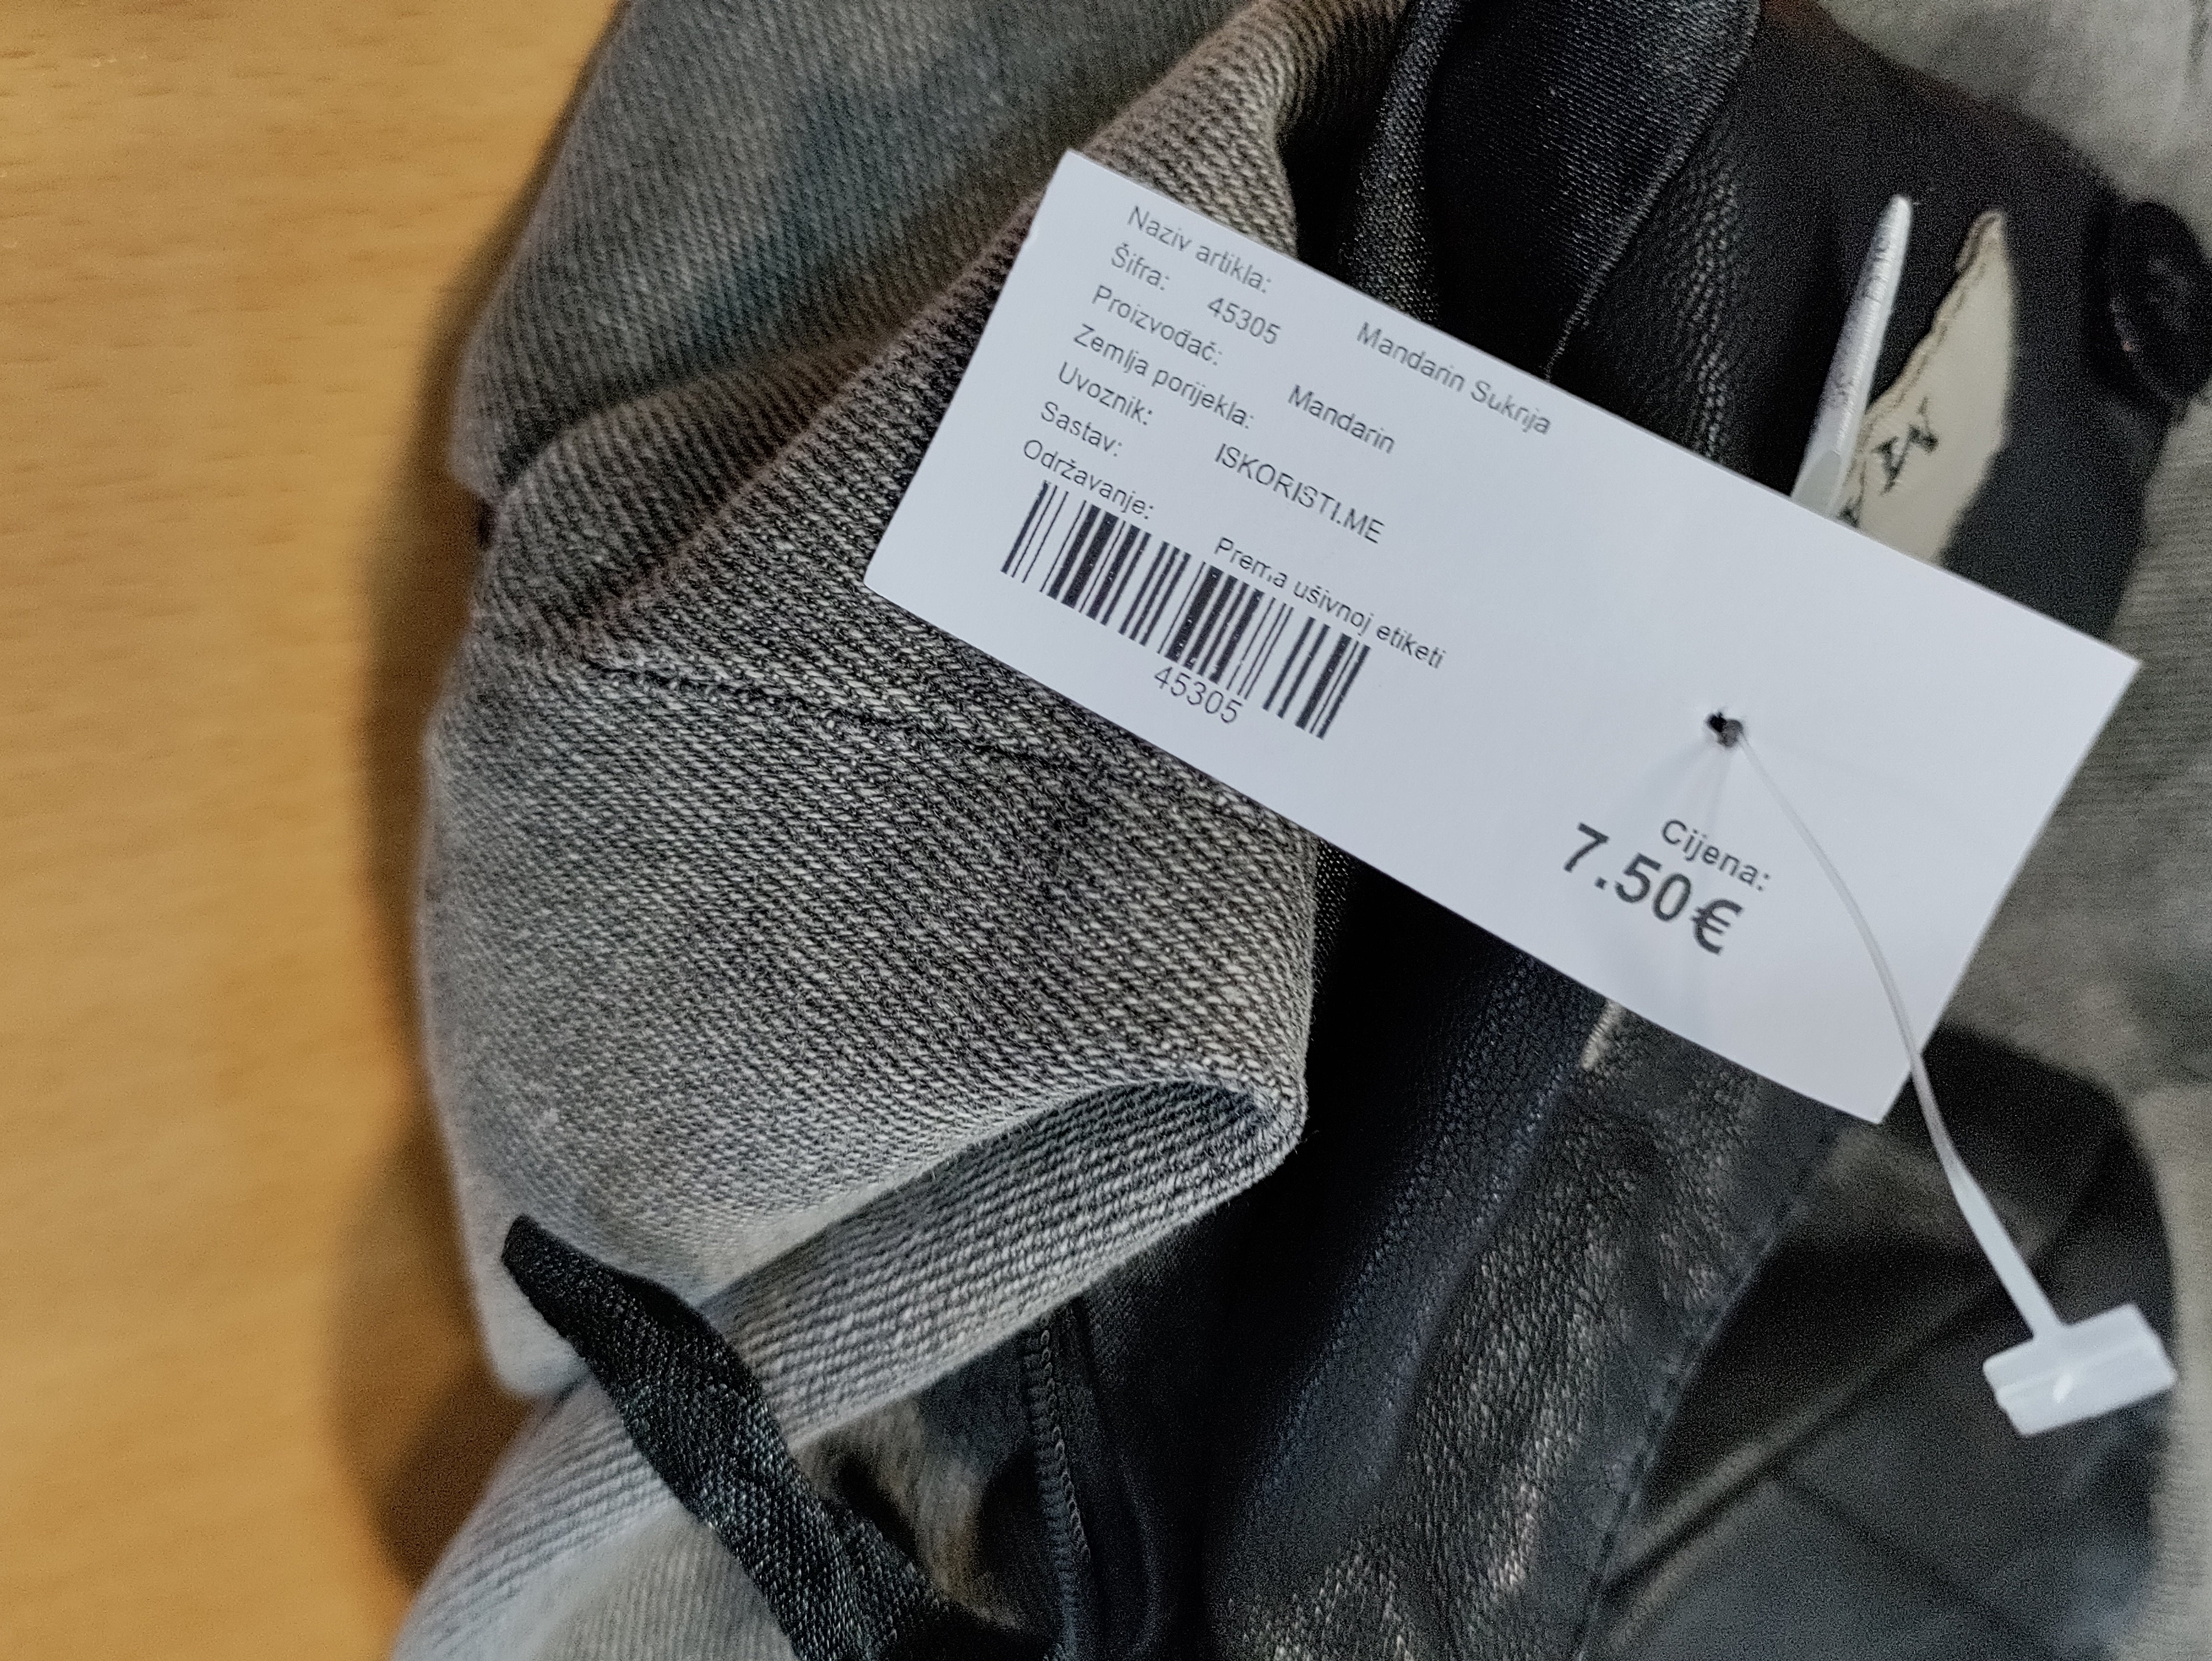 Naziv artikla: Mandarin Suknja
Šifra: 45305
Proizvođač: Mandarin
Zemlja porijekla:
Uvoznik: ISKORISTI.ME
Sastav:
Održavanje: Prema ušivnoj etiketi
45305
Cijena:
7.50€